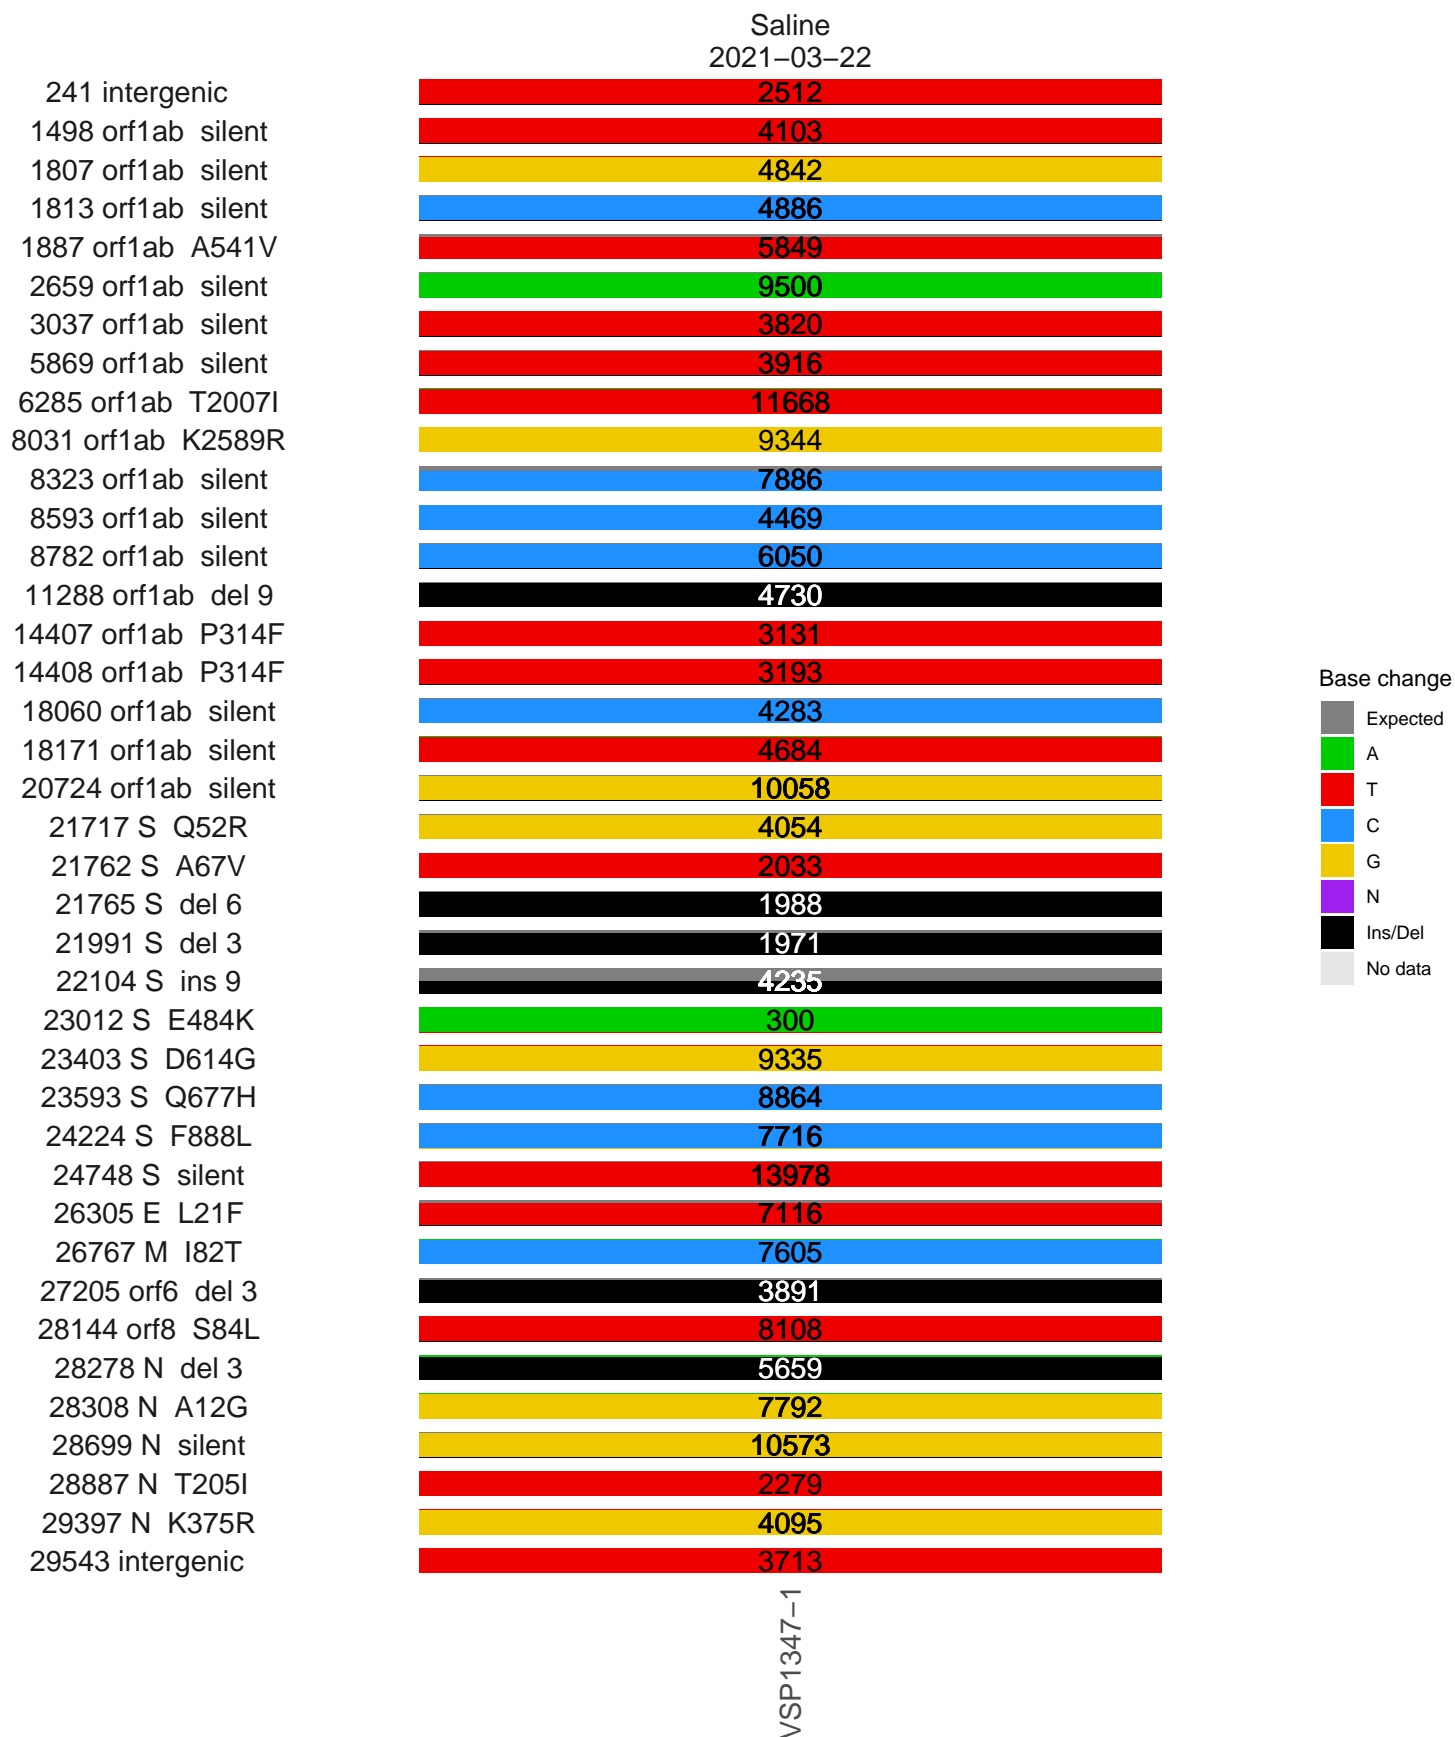 Saline
2021−03−22
241 intergenic 2512
1498 orf1ab silent 4103
1807 orf1ab silent 4842
1813 orf1ab silent 4886
1887 orf1ab A541V 5849
2659 orf1ab silent 9500
3037 orf1ab silent 3820
5869 orf1ab silent 3916
6285 orf1ab T2007I 11668
8031 orf1ab K2589R 9344
8323 orf1ab silent 7886
8593 orf1ab silent 4469
8782 orf1ab silent 6050
11288 orf1ab del 9 4730
14407 orf1ab P314F 3131
14408 orf1ab P314F 3193
18060 orf1ab silent 4283
18171 orf1ab silent 4684
20724 orf1ab silent 10058
21717 S Q52R 4054
21762 S A67V 2033
21765 S del 6 1988
21991 S del 3 1971
22104 S ins 9 4235
23012 S E484K 300
23403 S D614G 9335
23593 S Q677H 8864
24224 S F888L 7716
24748 S silent 13978
26305 E L21F 7116
26767 M I82T 7605
27205 orf6 del 3 3891
28144 orf8 S84L 8108
28278 N del 3 5659
28308 N A12G 7792
28699 N silent 10573
28887 N T205I 2279
29397 N K375R 4095
29543 intergenic 3713
VSP1347−1
Base change
Expected
A
T
C
G
N
Ins/Del
No data